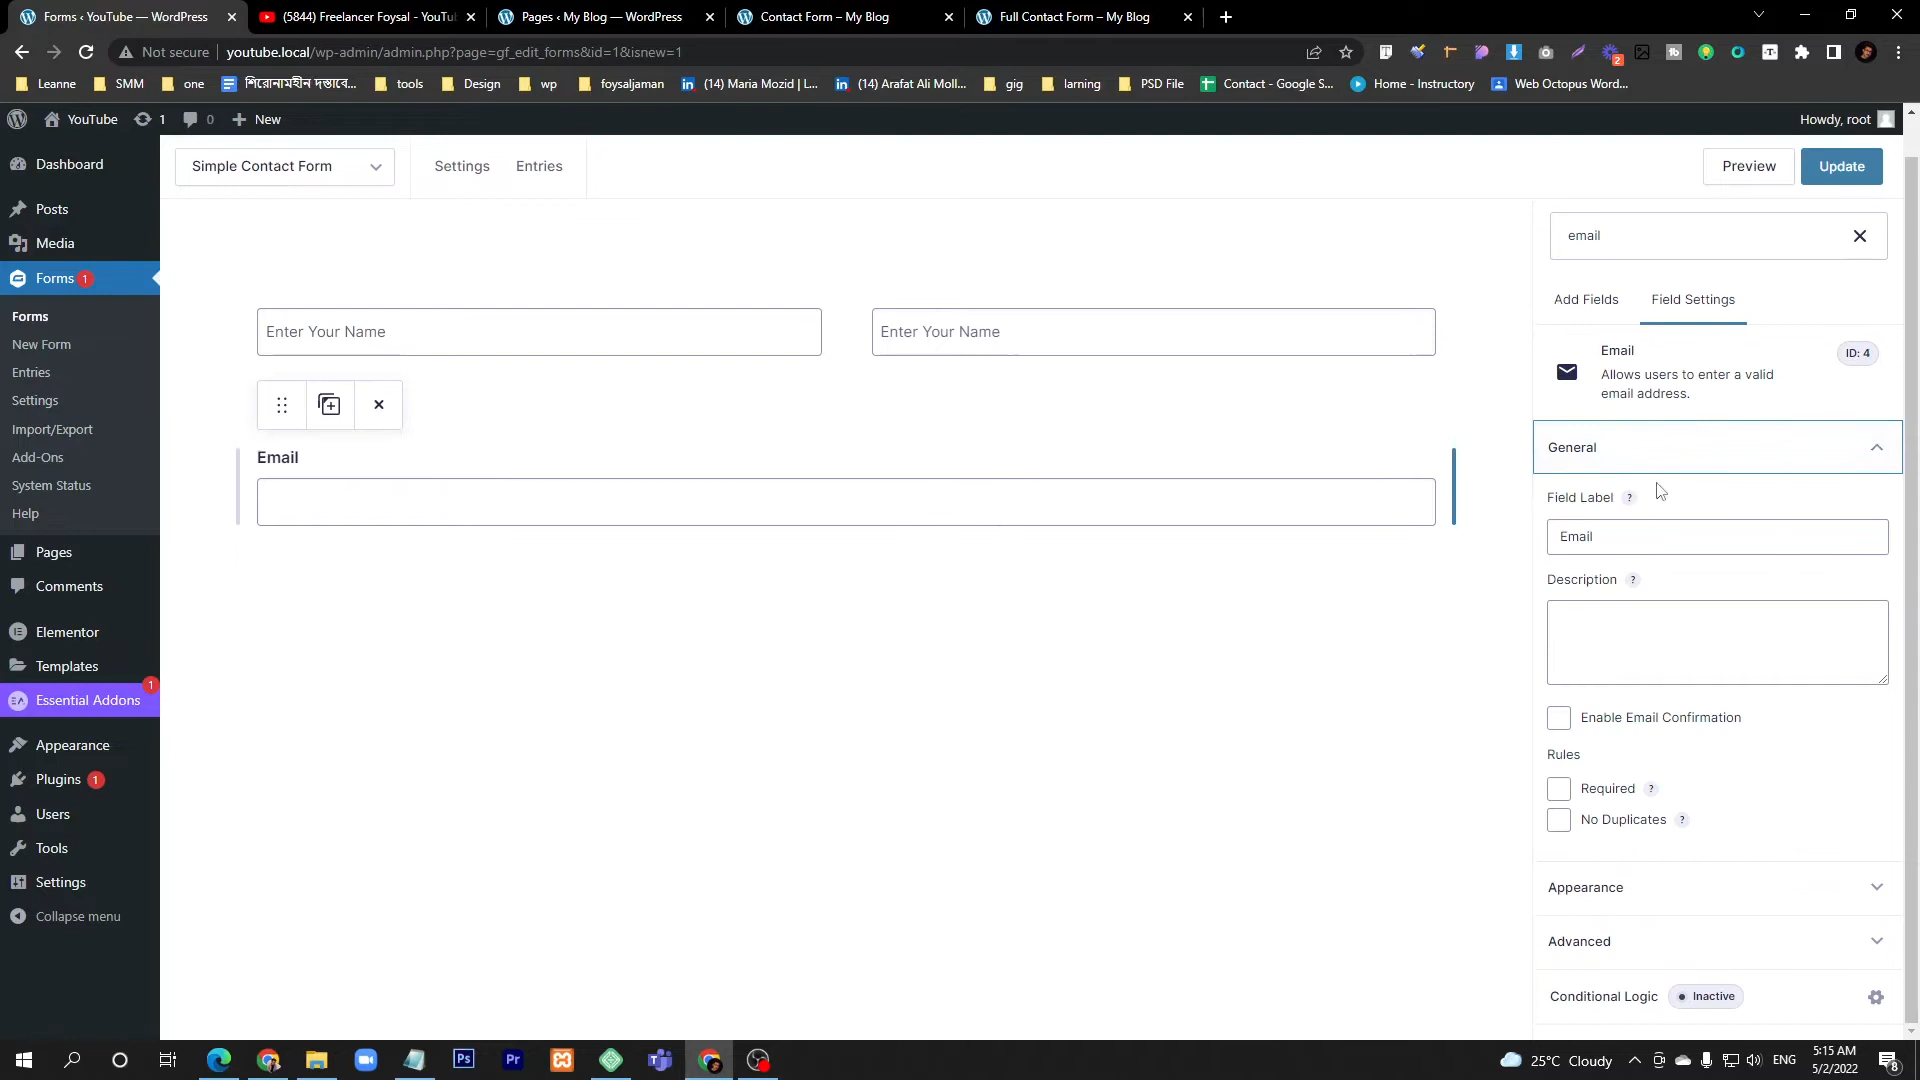 Forms ‹ YouTube — WordPress
(5844) Freelancer Foysal - YouTu
Pages ‹ My Blog — WordPress
Contact Form – My Blog
Full Contact Form – My Blog
Not secure
youtube.local/wp-admin/admin.php?page=gf_edit_forms&id=1&isnew=1
2
Leanne
SMM
one
শিরোনামহীন দস্তাবে...
tools
Design
wp
foysaljaman
(14) Maria Mozid | L...
(14) Arafat Ali Moll...
gig
larning
PSD File
Contact - Google S...
Home - Instructory
Web Octopus Word...
YouTube
1
0
New
Howdy, root
Simple Contact Form
Settings
Entries
Preview
Update
Dashboard
Posts
Media
Forms 1
Forms
New Form
Entries
Settings
Import/Export
Add-Ons
System Status
Help
Pages
Comments
Elementor
Templates
Essential Addons
1
Appearance
Plugins 1
Users
Tools
Settings
Collapse menu
Enter Your Name
Enter Your Name
Email
email
Add Fields
Field Settings
Email
ID: 4
Allows users to enter a valid
email address.
General
Field Label ?
Email
Description ?
Enable Email Confirmation
Rules
Required ?
No Duplicates ?
Appearance
Advanced
Conditional Logic
Inactive
Ps
Pr
25°C Cloudy
ENG
5:15 AM
5/2/2022
8